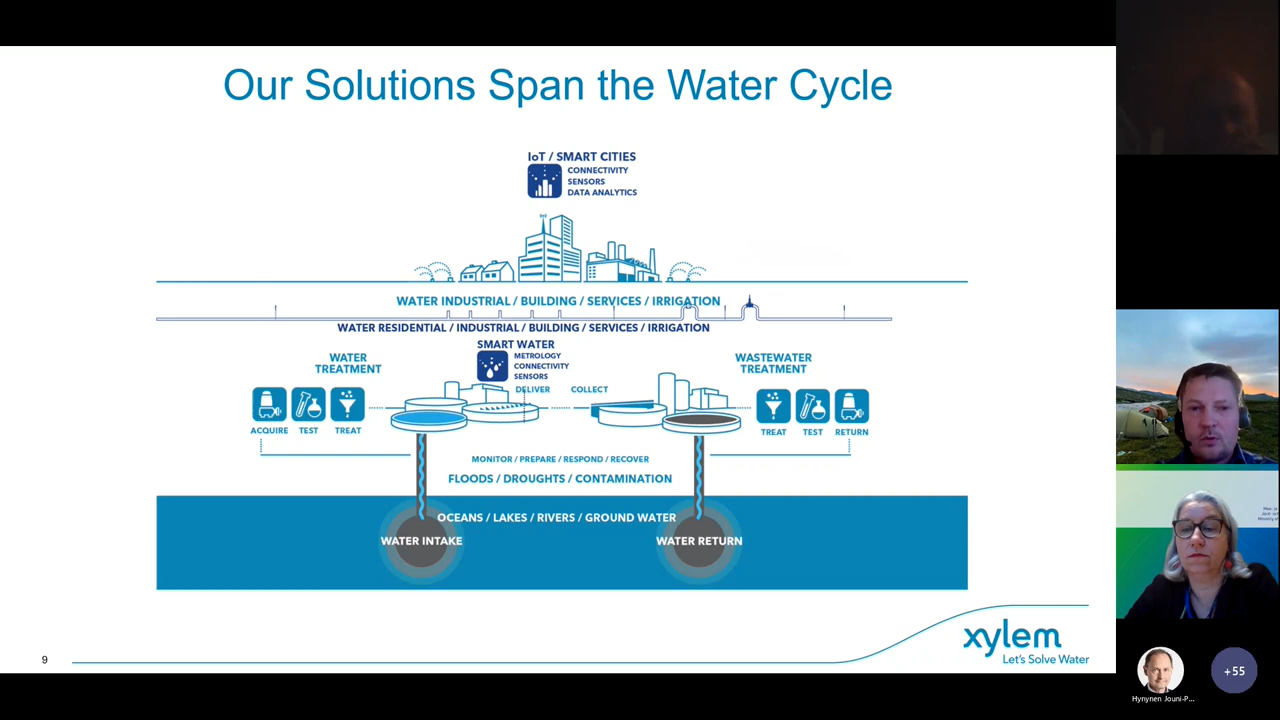 Our Solutions Span the Water Cycle
IoT / SMART CITIES
CONNECTIVITY
SENSORS
DATA ANALYTICS
WATER INDUSTRIAL / BUILDING / SERVICES / IRRIGATION
WATER RESIDENTIAL / INDUSTRIAL / BUILDING / SERVICES / IRRIGATION
SMART WATER
METROLOGY
CONNECTIVITY
SENSORS
WATER
TREATMENT
WASTEWATER
TREATMENT
DELIVER
COLLECT
ACQUIRE
TEST
TREAT
TREAT
TEST
RETURN
MONITOR / PREPARE / RESPOND / RECOVER
FLOODS / DROUGHTS / CONTAMINATION
OCEANS / LAKES / RIVERS / GROUND WATER
WATER INTAKE
WATER RETURN
9
xylem
Let's Solve Water
Hynynen Jouni-P...
+55